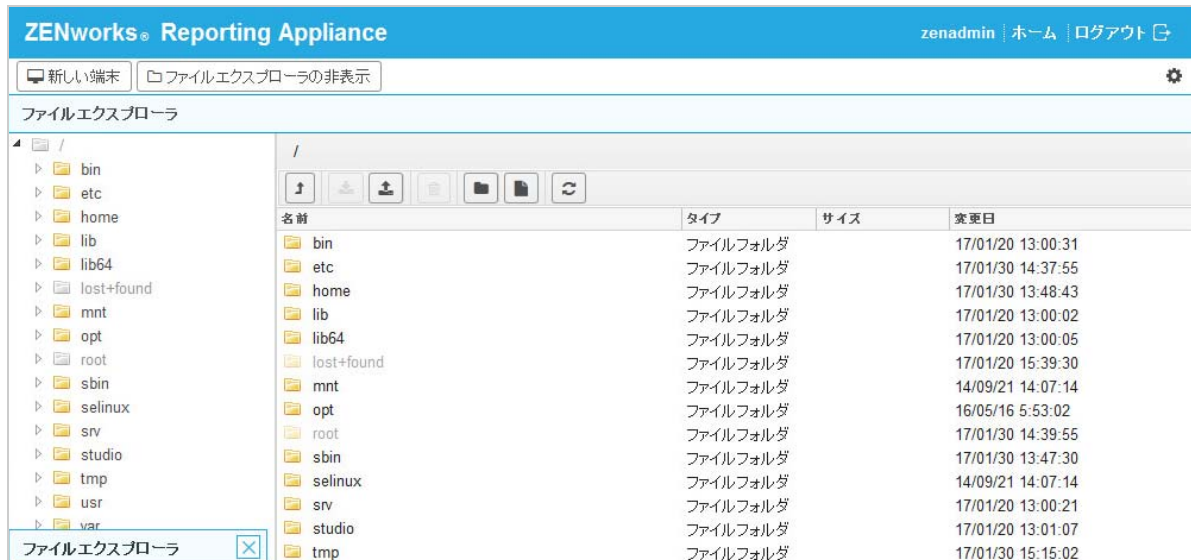 ZENworks® Reporting Appliance
zenadmin ホーム ログアウト
新しい端末 ファイルエクスプローラの非表示
ファイルエクスプローラ
/
bin
etc
home
lib
lib64
lost+found
mnt
opt
root
sbin
selinux
srv
studio
tmp
usr
var
ファイルエクスプローラ
/
名前 タイプ サイズ 変更日
bin ファイルフォルダ 17/01/20 13:00:31
etc ファイルフォルダ 17/01/30 14:37:55
home ファイルフォルダ 17/01/30 13:48:43
lib ファイルフォルダ 17/01/20 13:00:02
lib64 ファイルフォルダ 17/01/20 13:00:05
lost+found ファイルフォルダ 17/01/20 15:39:30
mnt ファイルフォルダ 14/09/21 14:07:14
opt ファイルフォルダ 16/05/16 5:53:02
root ファイルフォルダ 17/01/30 14:39:55
sbin ファイルフォルダ 17/01/30 13:47:30
selinux ファイルフォルダ 14/09/21 14:07:14
srv ファイルフォルダ 17/01/20 13:00:21
studio ファイルフォルダ 17/01/20 13:01:07
tmp ファイルフォルダ 17/01/30 15:15:02